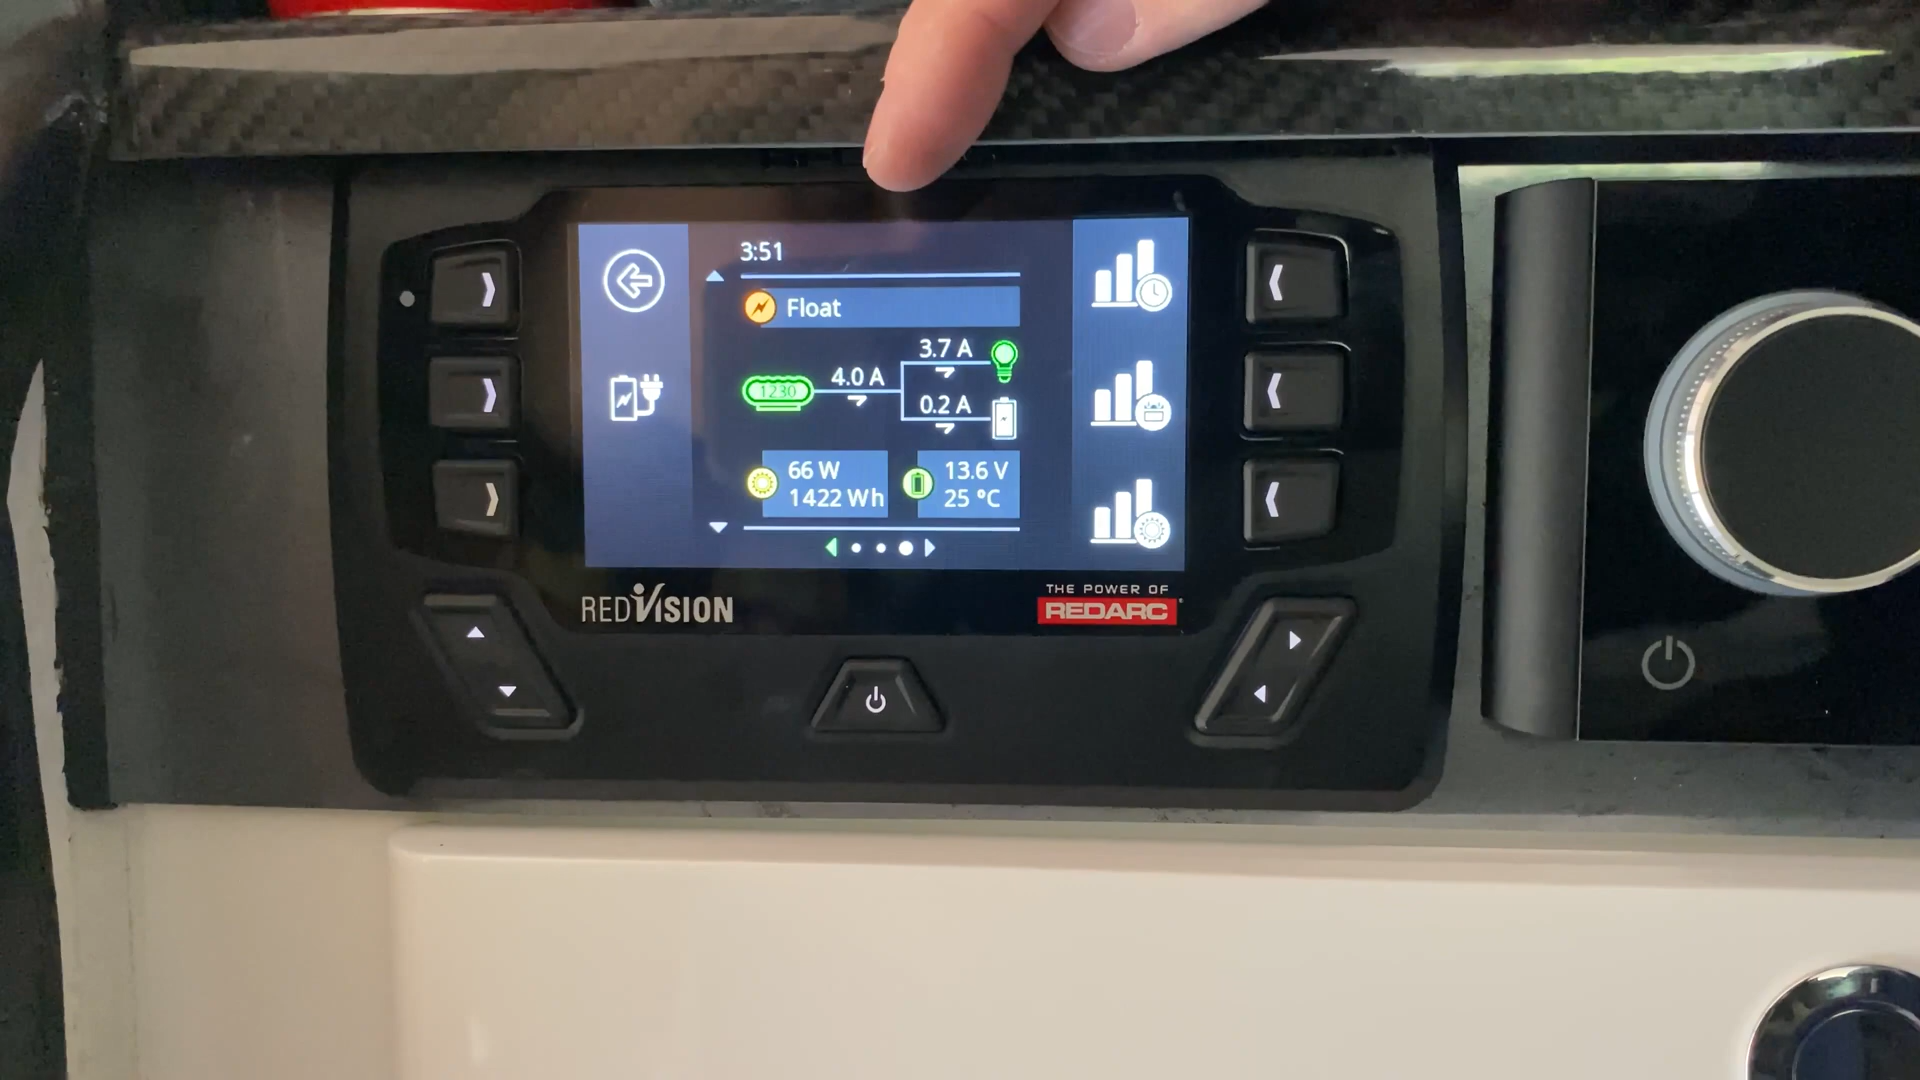 3:51
Float
1230
4.0 A
3.7 A
0.2 A
66 W
1422 Wh
13.6 V
25 °C
REDVISION
THE POWER OF
REDARC